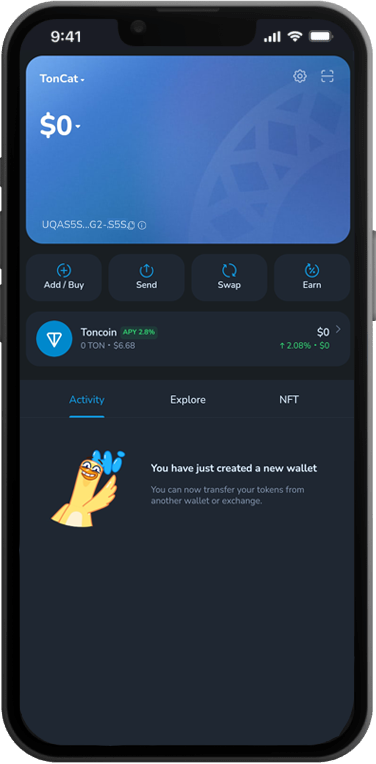 9:41
TonCat
$0
UQAS5S...G2-.S5S
Add / Buy
Send
Swap
Earn
Toncoin APY 2.8%
$0
0 TON • $6.68
↑ 2.08% • $0
Activity
Explore
NFT
Hi
You have just created a new wallet
You can now transfer your tokens from
another wallet or exchange.